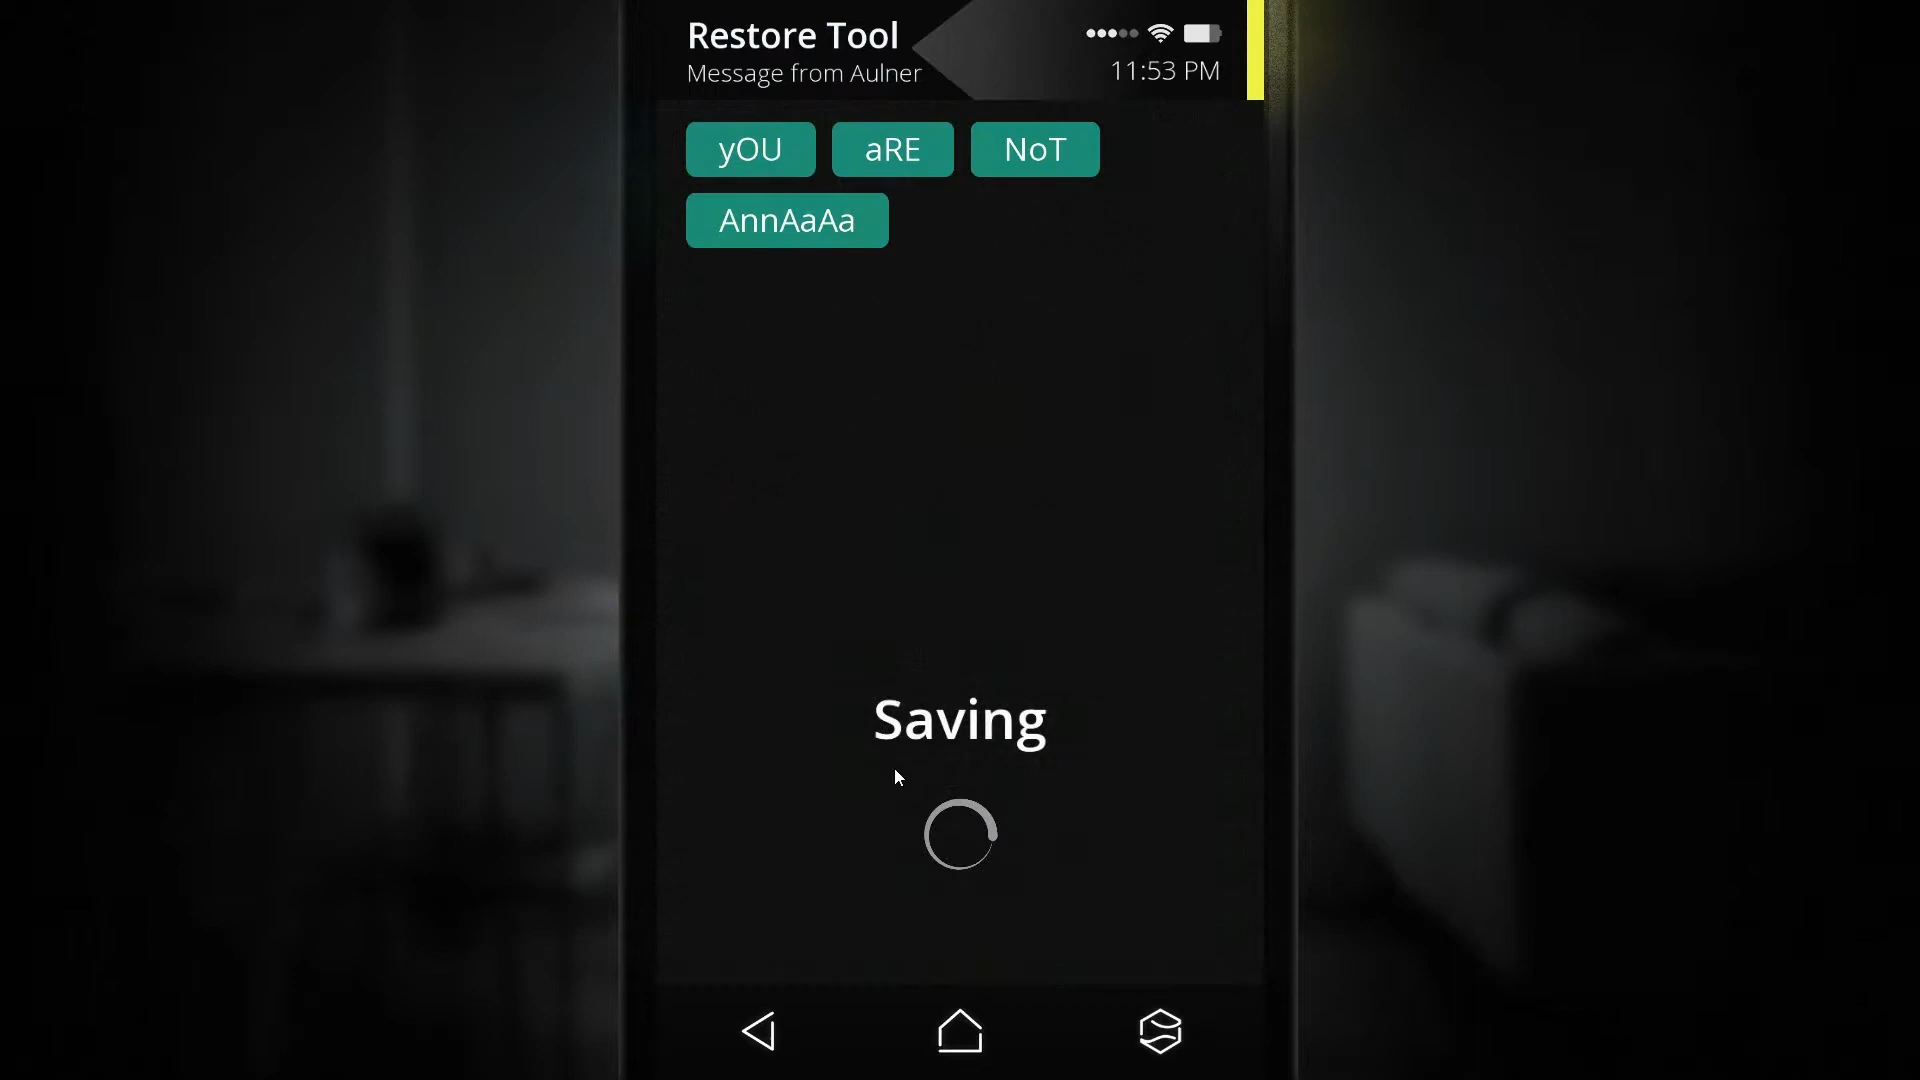 Restore Tool
Message from Aulner
11:53 PM
yOU aRE NoT
AnnAaAa
Saving